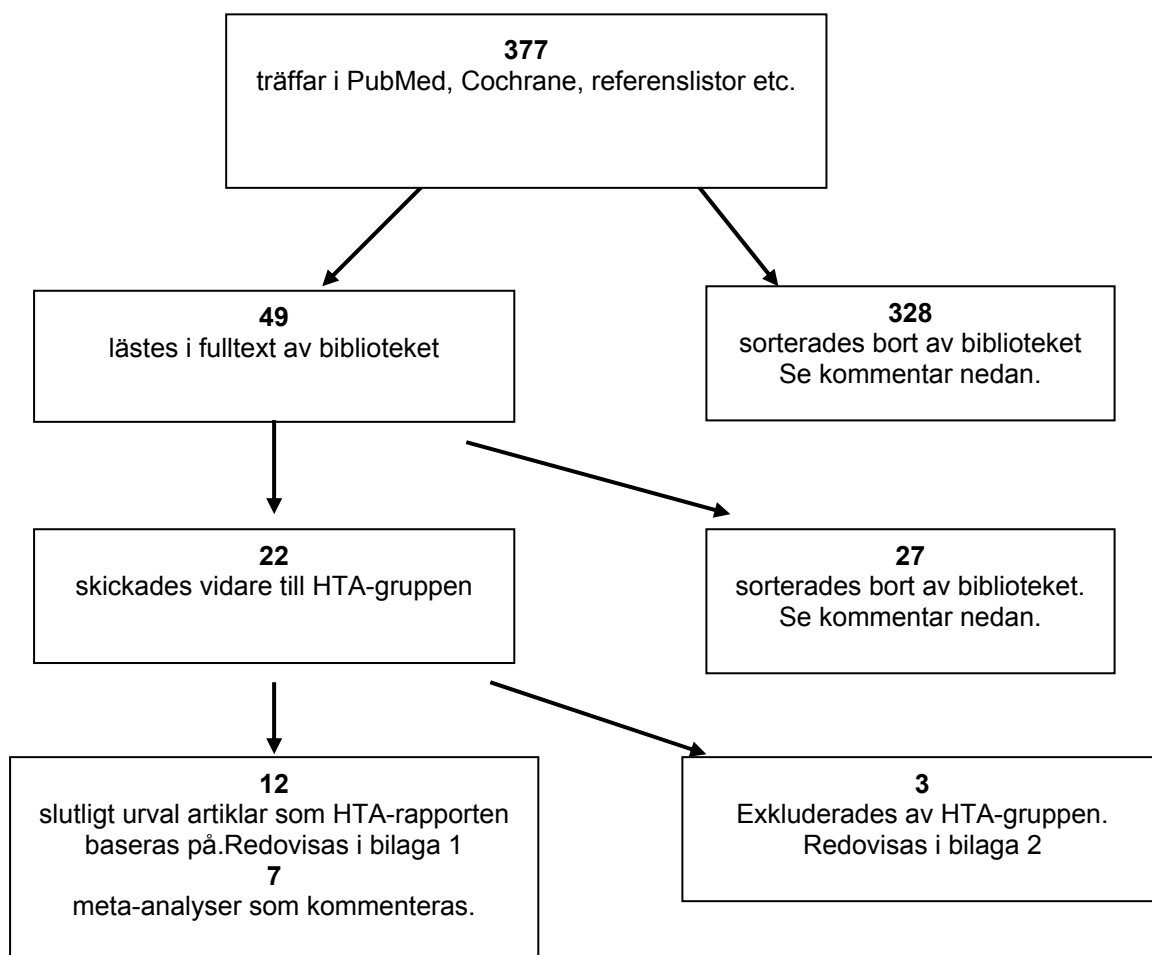 377
träffar i PubMed, Cochrane, referenslistor etc.
49
lästes i fulltext av biblioteket
328
sorterades bort av biblioteket
Se kommentar nedan.
22
skickades vidare till HTA-gruppen
27
sorterades bort av biblioteket.
Se kommentar nedan.
12
slutligt urval artiklar som HTA-rapporten
baseras på.Redovisas i bilaga 1
7
meta-analyser som kommenteras.
3
Exkluderades av HTA-gruppen.
Redovisas i bilaga 2